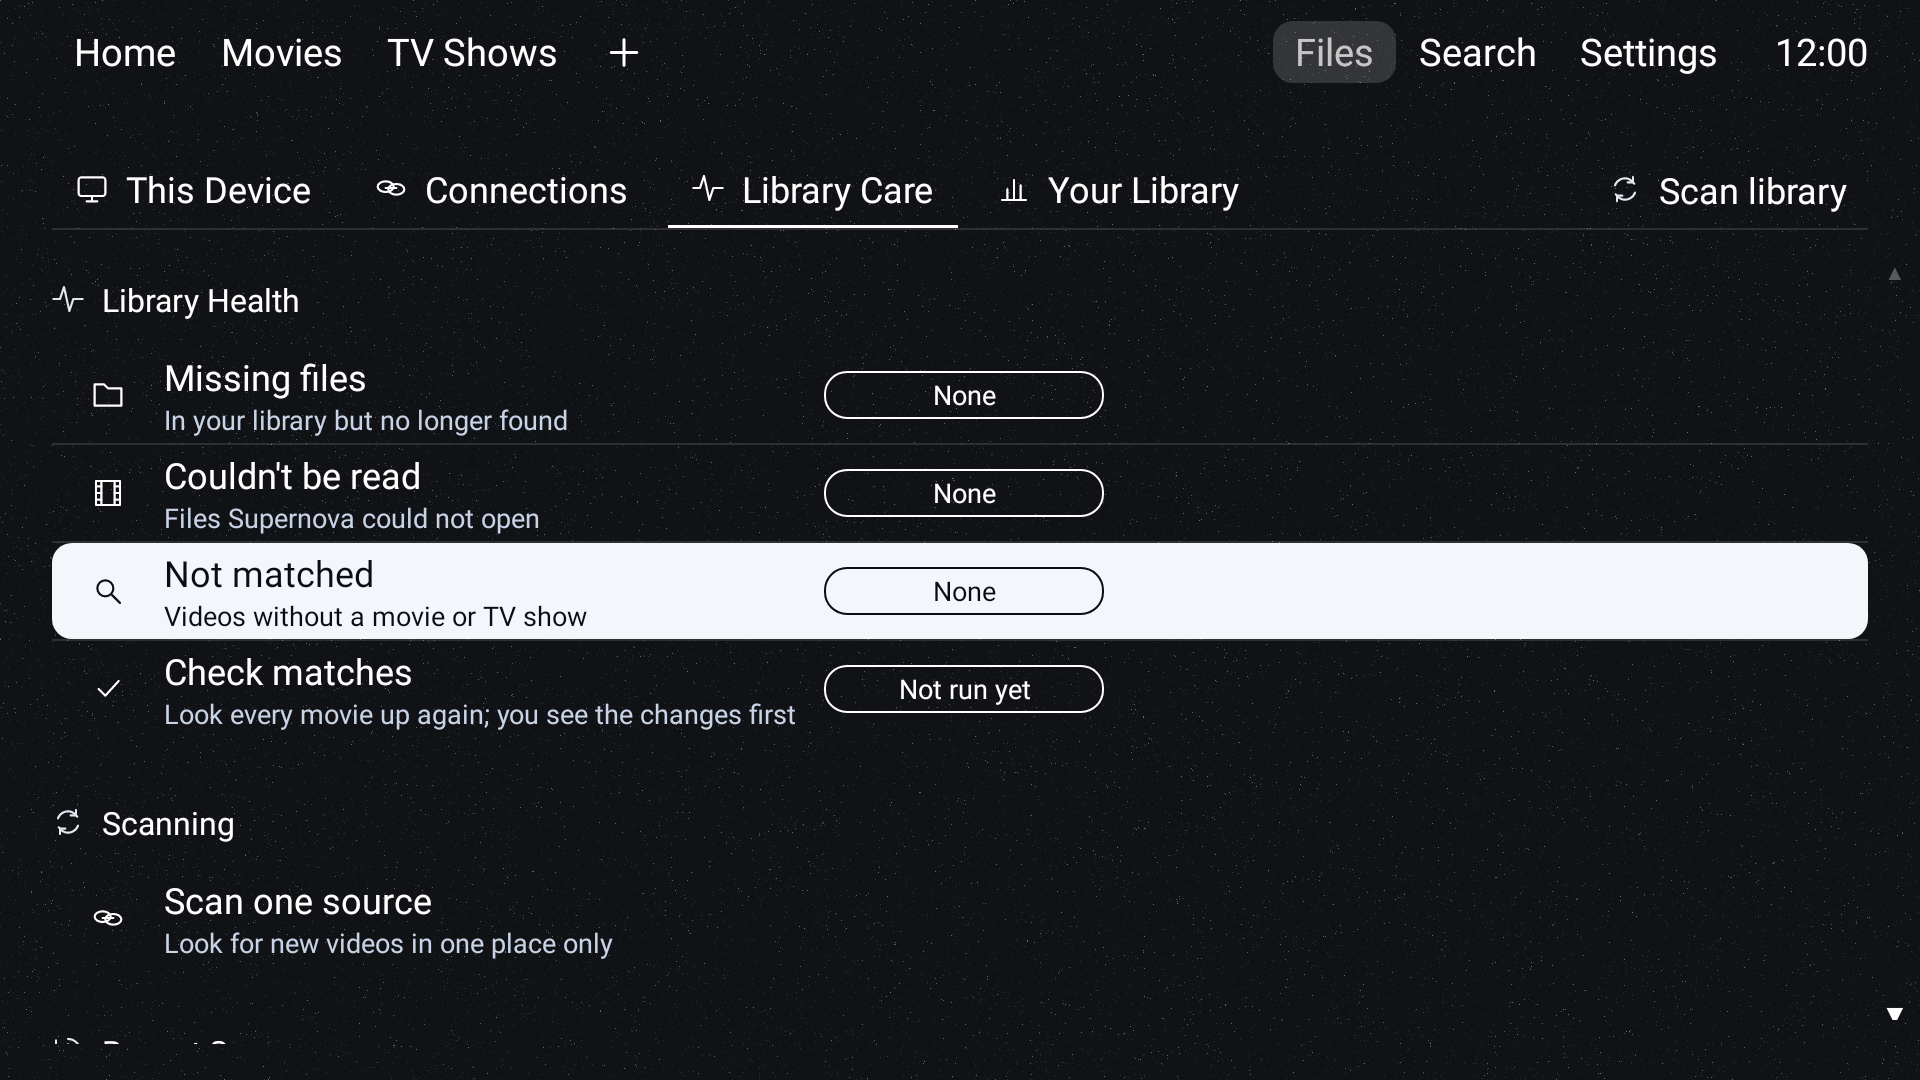 Home Movies TV Shows + Files Search Settings 12:00
This Device Connections Library Care Your Library Scan library
Library Health
Missing files None
In your library but no longer found
Couldn't be read None
Files Supernova could not open
Not matched None
Videos without a movie or TV show
Check matches Not run yet
Look every movie up again; you see the changes first
Scanning
Scan one source
Look for new videos in one place only